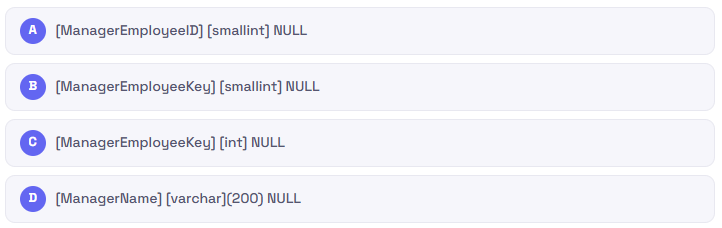 A [ManagerEmployeeID] [smallint] NULL
B [ManagerEmployeeKey] [smallint] NULL
C [ManagerEmployeeKey] [int] NULL
D [ManagerName] [varchar](200) NULL